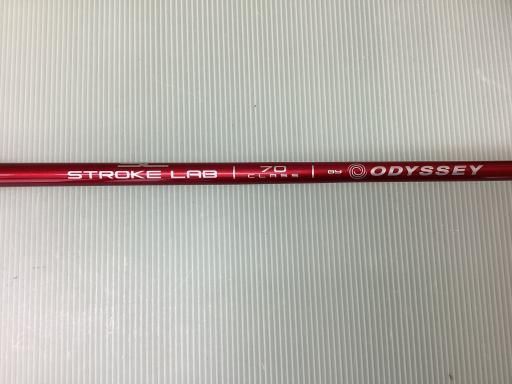 STROKE LAB | 70 CLASS | BY ODYSSEY